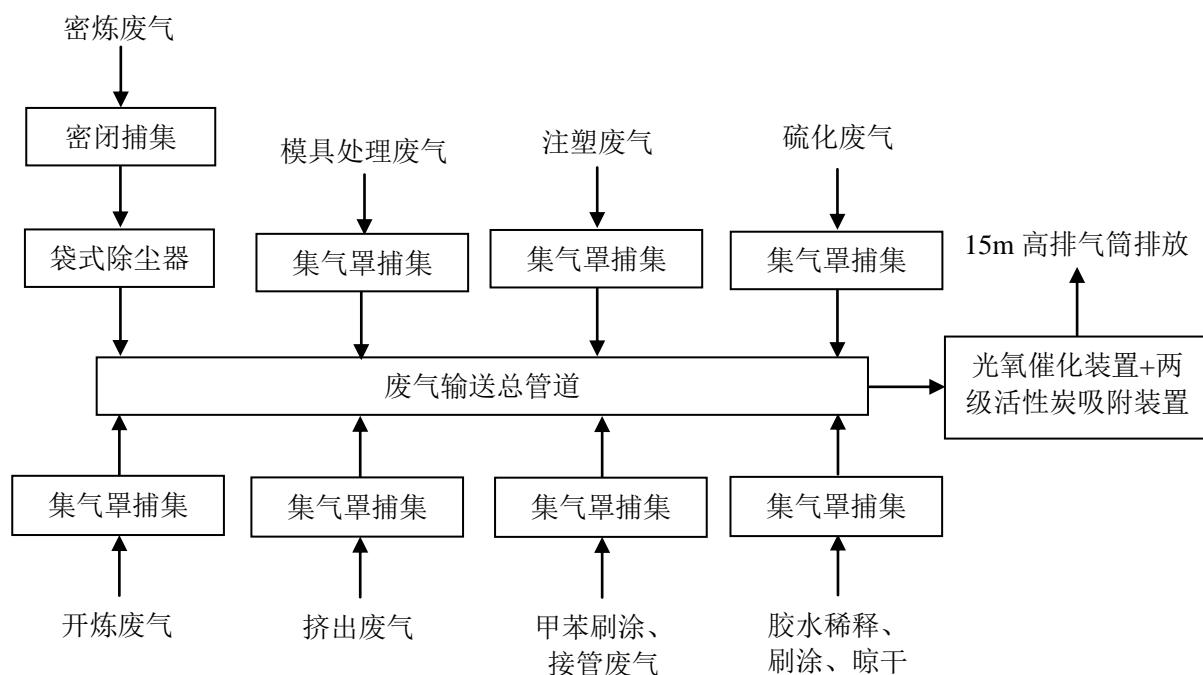 密炼废气
密闭捕集
模具处理废气
注塑废气
硫化废气
袋式除尘器
集气罩捕集
集气罩捕集
集气罩捕集
15m 高排气筒排放
废气输送总管道
光氧催化装置+两
级活性炭吸附装置
集气罩捕集
集气罩捕集
集气罩捕集
集气罩捕集
开炼废气
挤出废气
甲苯刷涂、
接管废气
胶水稀释、
刷涂、晾干